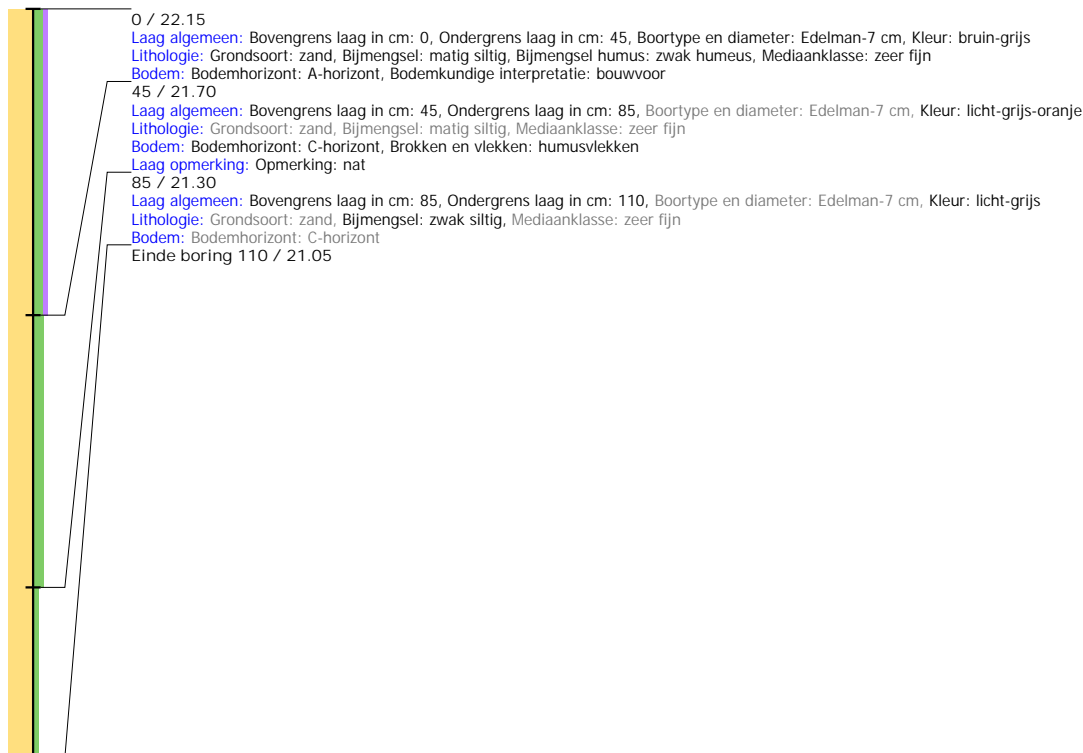 0 / 22.15
Laag algemeen: Bovengrens laag in cm: 0, Ondergrens laag in cm: 45, Boortype en diameter: Edelman-7 cm, Kleur: bruin-grijs
Lithologie: Grondsoort: zand, Bijmengsel: matig siltig, Bijmengsel humus: zwak humeus, Mediaanklasse: zeer fijn
Bodem: Bodemhorizont: A-horizont, Bodemkundige interpretatie: bouwvoor
45 / 21.70
Laag algemeen: Bovengrens laag in cm: 45, Ondergrens laag in cm: 85, Boortype en diameter: Edelman-7 cm, Kleur: licht-grijs-oranje
Lithologie: Grondsoort: zand, Bijmengsel: matig siltig, Mediaanklasse: zeer fijn
Bodem: Bodemhorizont: C-horizont, Brokken en vlekken: humusvlekken
Laag opmerking: Opmerking: nat
85 / 21.30
Laag algemeen: Bovengrens laag in cm: 85, Ondergrens laag in cm: 110, Boortype en diameter: Edelman-7 cm, Kleur: licht-grijs
Lithologie: Grondsoort: zand, Bijmengsel: zwak siltig, Mediaanklasse: zeer fijn
Bodem: Bodemhorizont: C-horizont
Einde boring 110 / 21.05